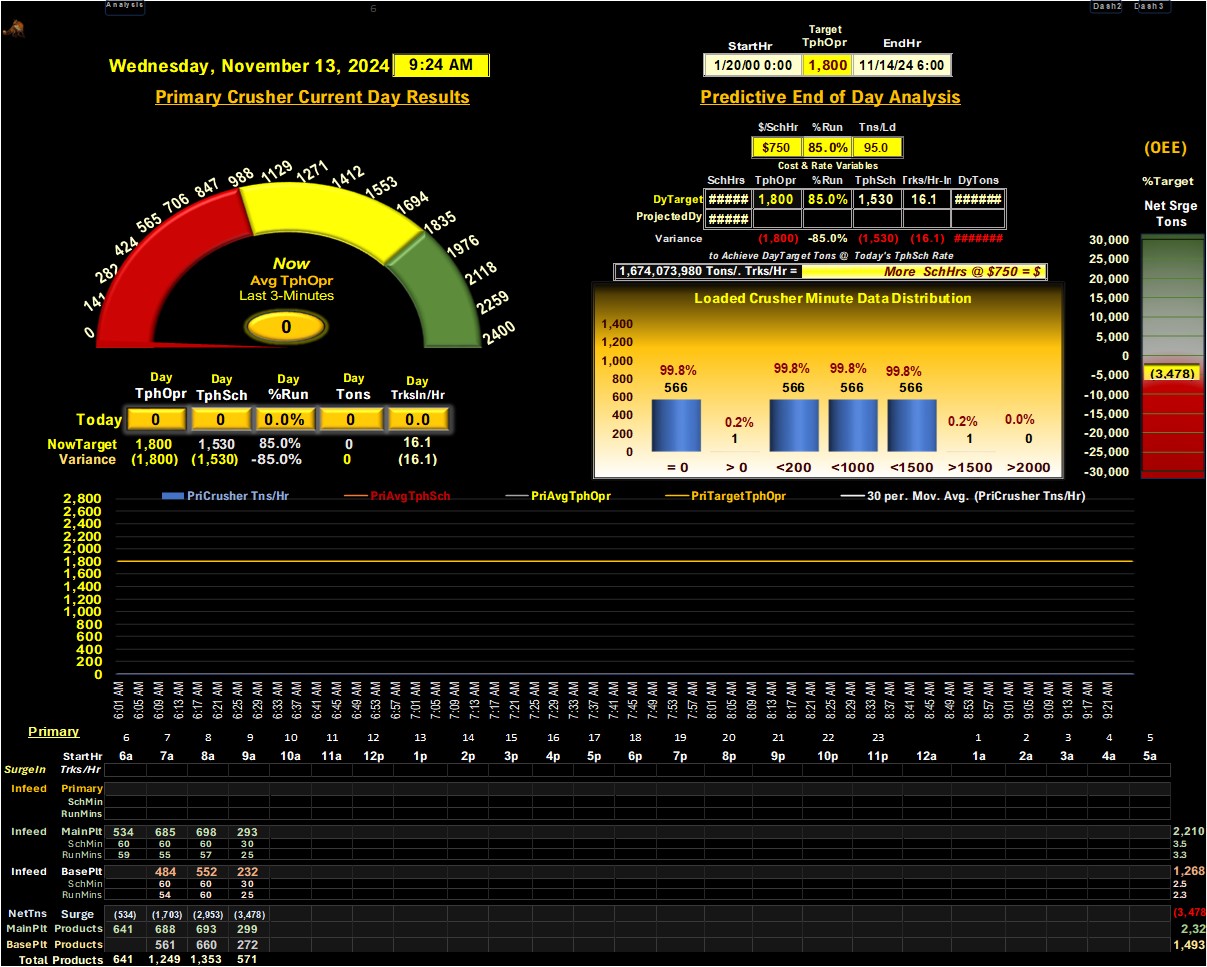 Analysis
6
Dash2
Dash3
Wednesday, November 13, 2024 9:24 AM
Primary Crusher Current Day Results
StartHr Target TphOpr EndHr
1/20/00 0:00 1,800 11/14/24 6:00
Predictive End of Day Analysis
$/SchHr %Run Tns/Ld
$750 85.0% 95.0
Cost & Rate Variables
SchHrs TphOpr %Run TphSch Trks/Hr-In DyTons
DyTarget ##### 1,800 85.0% 1,530 16.1 ######
ProjectedDy #####
Variance (1,800) -85.0% (1,530) (16.1) #######
to Achieve DayTarget Tons @ Today's TphSch Rate
1,674,073,980 Tons/. Trks/Hr = More SchHrs @ $750 = $
(OEE)
%Target
Net Srge
Tons
30,000
25,000
20,000
15,000
10,000
5,000
0
-5,000
(3,478)
-10,000
-15,000
-20,000
-25,000
-30,000
0 141 282 424 565 706 847 988 1129 1271 1412 1553 1694 1835 1976 2118 2259 2400
Now
Avg TphOpr
Last 3-Minutes
0
Day Day Day Day Day
TphOpr TphSch %Run Tons TrksIn/Hr
Today 0 0 0.0% 0 0.0
NowTarget 1,800 1,530 85.0% 0 16.1
Variance (1,800) (1,530) -85.0% 0 (16.1)
Loaded Crusher Minute Data Distribution
1,400
1,200
1,000
800
600
400
200
0
99.8% 0.2% 99.8% 99.8% 99.8% 0.2% 0.0%
566 1 566 566 566 1 0
= 0 > 0 <200 <1000 <1500 >1500 >2000
PriCrusher Tns/Hr PriAvgTphSch PriAvgTphOpr PriTargetTphOpr 30 per. Mov. Avg. (PriCrusher Tns/Hr)
2,800
2,600
2,400
2,200
2,000
1,800
1,600
1,400
1,200
1,000
800
600
400
200
0
6:01 AM 6:05 AM 6:09 AM 6:13 AM 6:17 AM 6:21 AM 6:25 AM 6:29 AM 6:33 AM 6:37 AM 6:41 AM 6:45 AM 6:49 AM 6:53 AM 6:57 AM 7:01 AM 7:05 AM 7:09 AM 7:13 AM 7:17 AM 7:21 AM 7:25 AM 7:29 AM 7:33 AM 7:37 AM 7:41 AM 7:45 AM 7:49 AM 7:53 AM 7:57 AM 8:01 AM 8:05 AM 8:09 AM 8:13 AM 8:17 AM 8:21 AM 8:25 AM 8:29 AM 8:33 AM 8:37 AM 8:41 AM 8:45 AM 8:49 AM 8:53 AM 8:57 AM 9:01 AM 9:05 AM 9:09 AM 9:13 AM 9:17 AM 9:21 AM
Primary
6 7 8 9 10 11 12 13 14 15 16 17 18 19 20 21 22 23 1 2 3 4 5
StartHr 6a 7a 8a 9a 10a 11a 12p 1p 2p 3p 4p 5p 6p 7p 8p 9p 10p 11p 12a 1a 2a 3a 4a 5a
SurgeIn Trks/Hr
Infeed Primary
SchMin
RunMins
Infeed MainPlt 534 685 698 293 2,210
SchMin 60 60 60 30 3.5
RunMins 59 55 57 25 3.3
Infeed BasePlt 484 552 232 1,268
SchMin 60 60 30 2.5
RunMins 54 60 25 2.3
NetTns Surge (534) (1,703) (2,953) (3,478) (3,478
MainPlt Products 641 688 693 299 2,32
BasePlt Products 561 660 272 1,493
Total Products 641 1,249 1,353 571